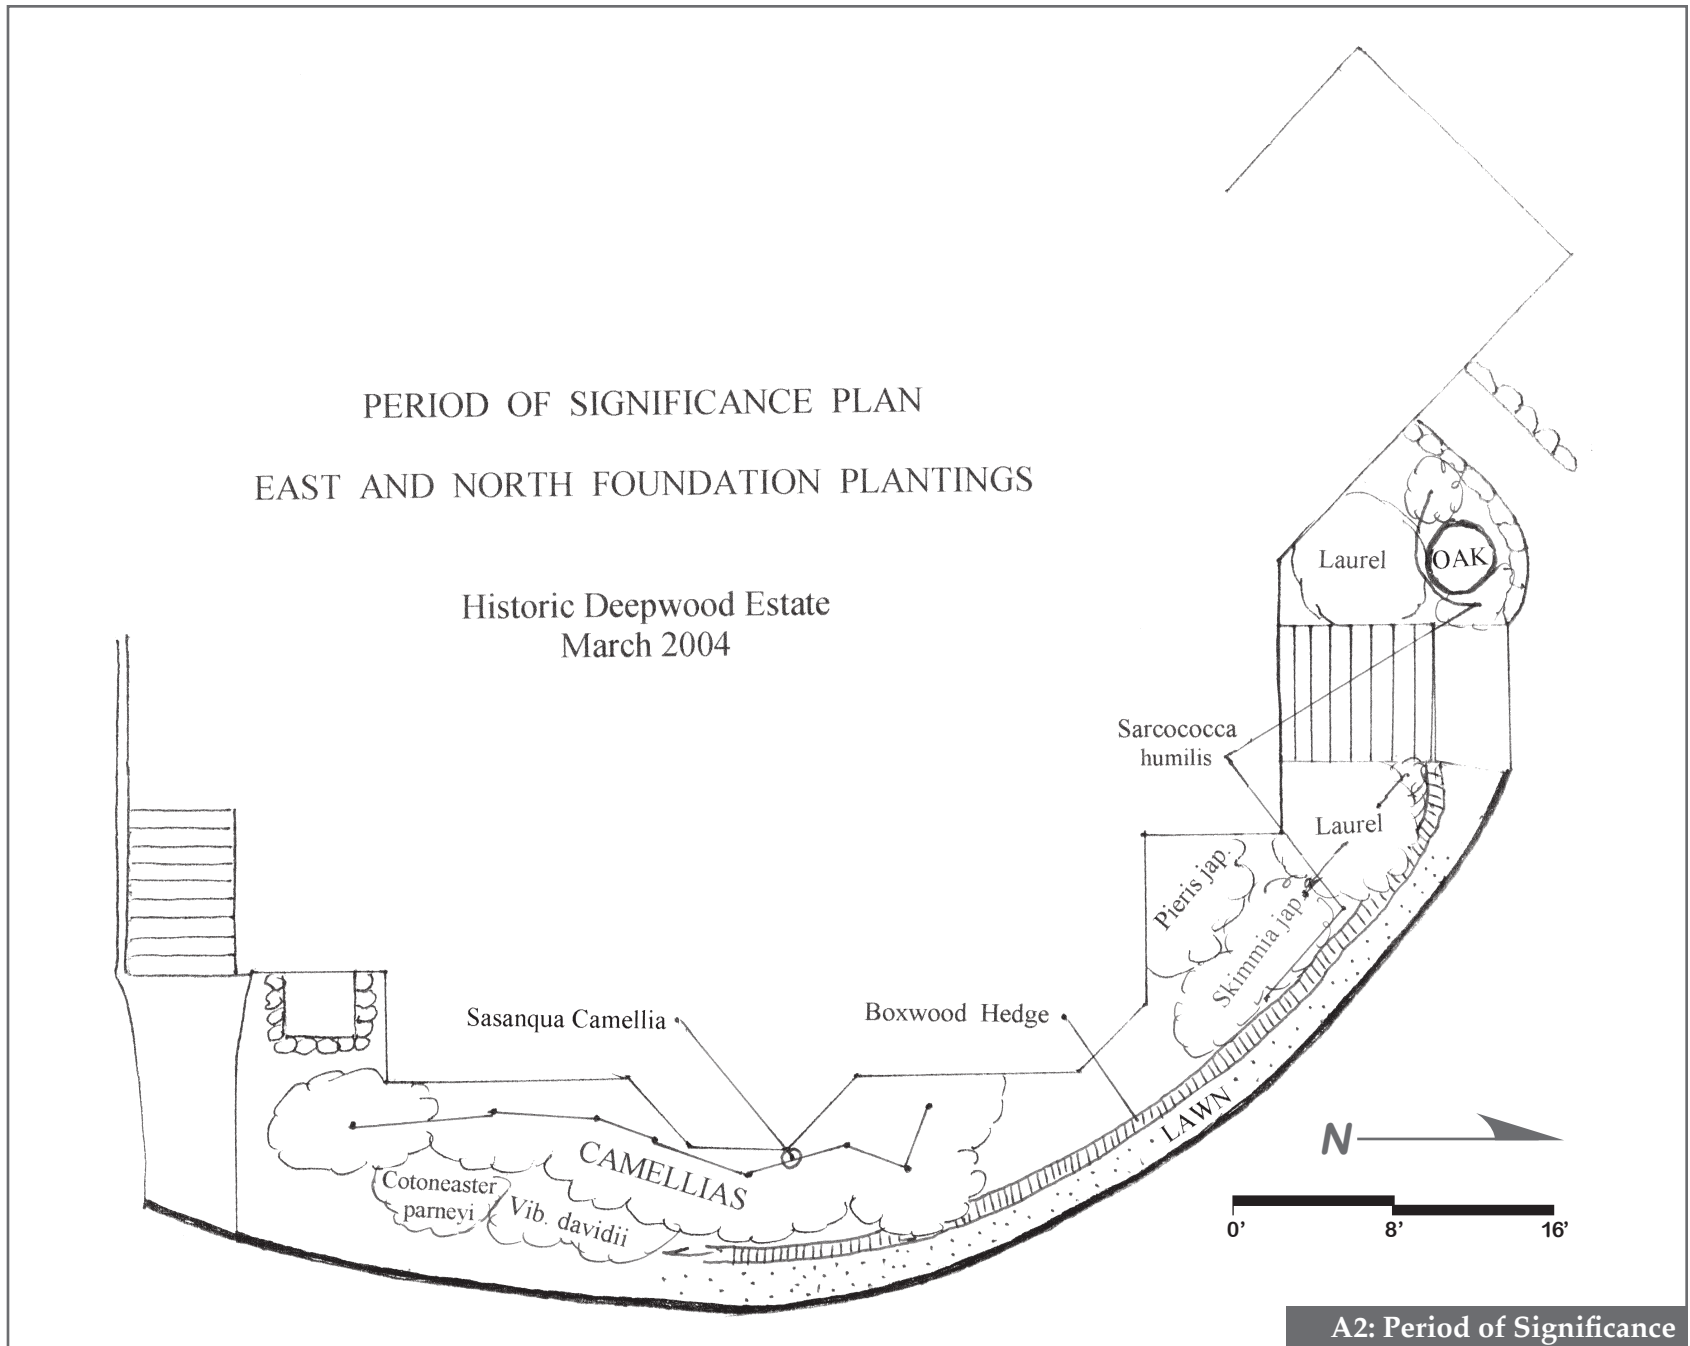 PERIOD OF SIGNIFICANCE PLAN
EAST AND NORTH FOUNDATION PLANTINGS
Historic Deepwood Estate
March 2004
Laurel
OAK
Sarcococca
humilis
Laurel
Pieris jap.
Skimmia jap.
Sasanqua Camellia
Boxwood Hedge
LAWN
CAMELLIAS
Cotoneaster
parneyi
Vib. davidii
N
0' 8' 16'
A2: Period of Significance